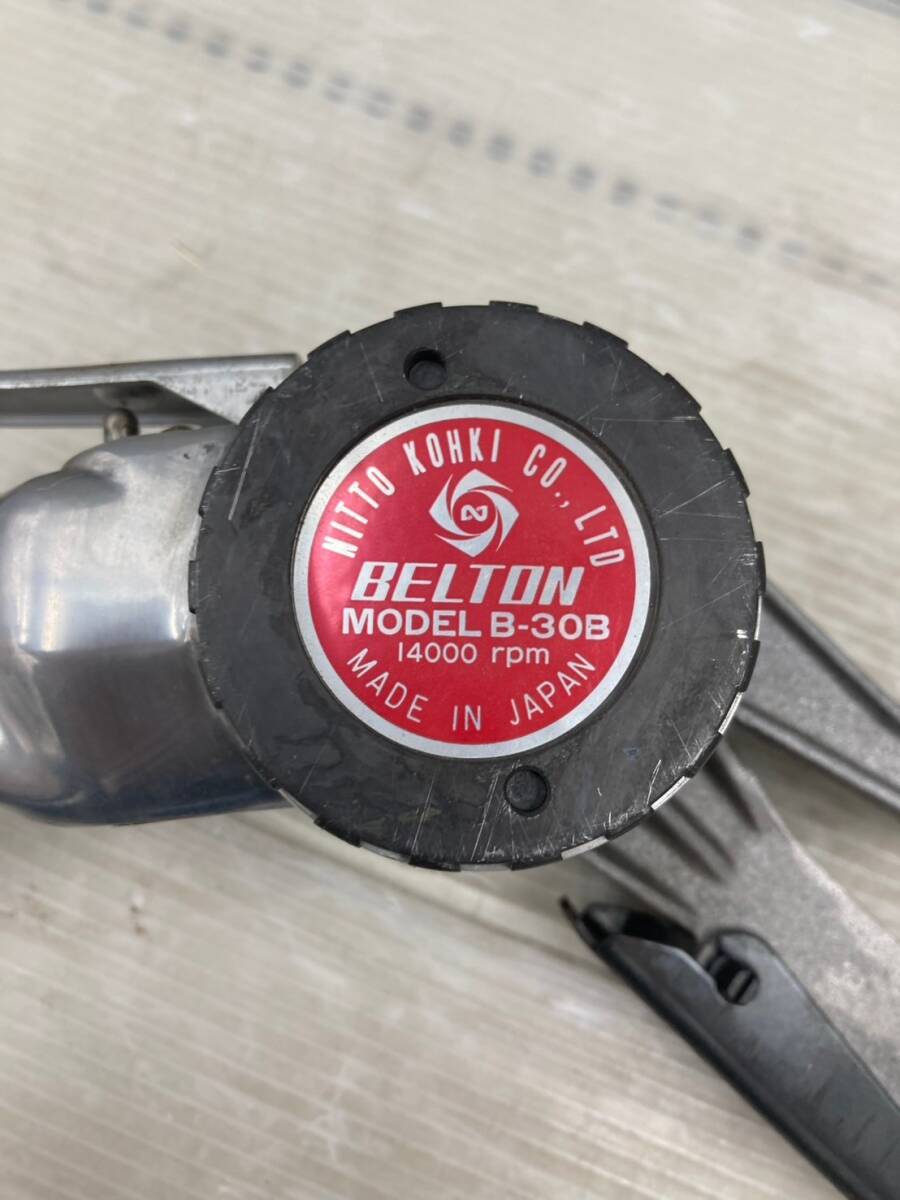 NITTO KOHKI CO., LTD
N
BELTON
MODEL B-30B
14000 rpm
MADE IN JAPAN